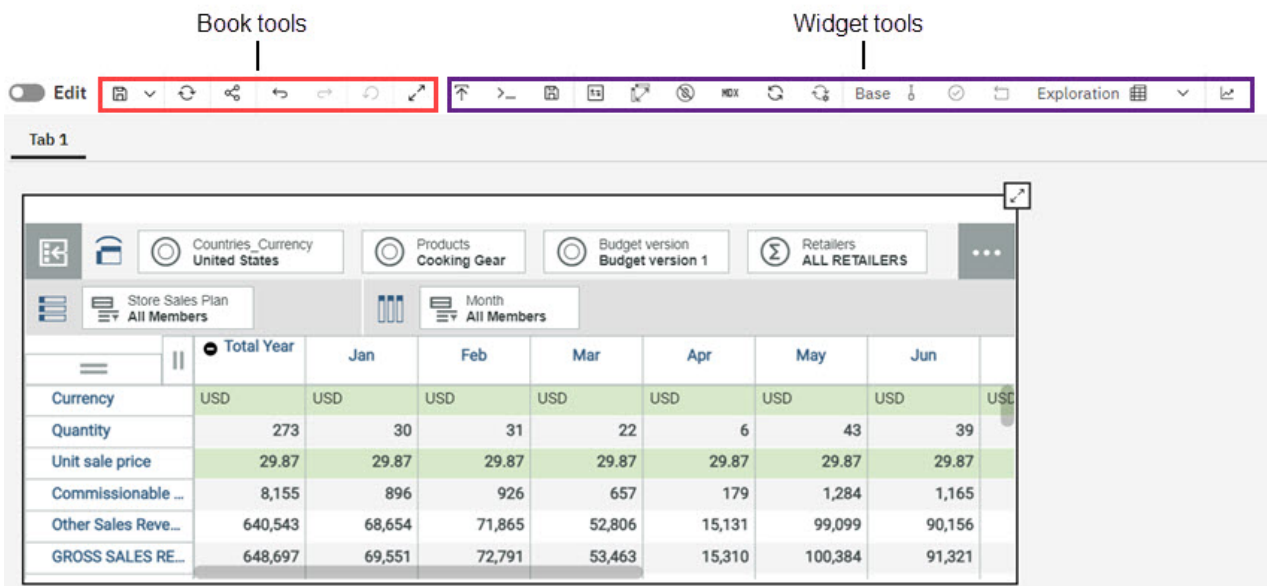 Book tools Widget tools
Edit MDX Base Exploration
Tab 1
Countries_Currency Products Budget version Retailers
United States Cooking Gear Budget version 1 ALL RETAILERS
Store Sales Plan Month
All Members All Members
Total Year Jan Feb Mar Apr May Jun
Currency USD USD USD USD USD USD USD USD
Quantity 273 30 31 22 6 43 39
Unit sale price 29.87 29.87 29.87 29.87 29.87 29.87 29.87
Commissionable ... 8,155 896 926 657 179 1,284 1,165
Other Sales Reve... 640,543 68,654 71,865 52,806 15,131 99,099 90,156
GROSS SALES RE... 648,697 69,551 72,791 53,463 15,310 100,384 91,321